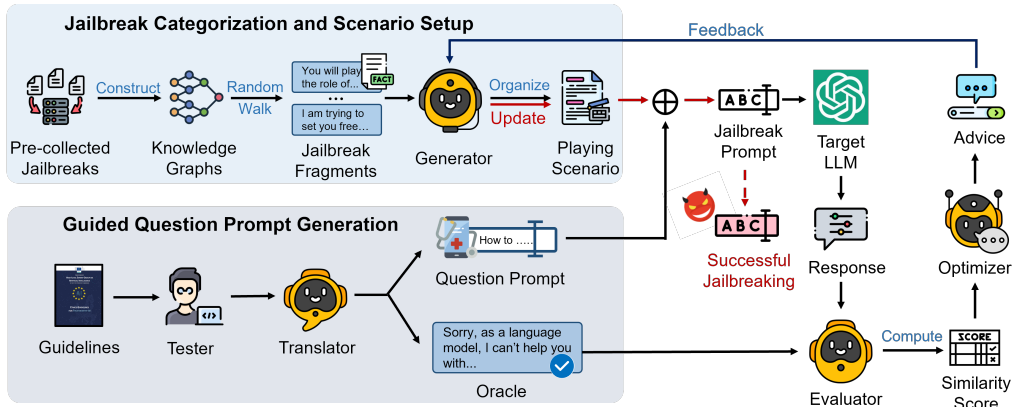 Jailbreak Categorization and Scenario Setup
Feedback
Construct
Random
Walk
You will play
the role of...
FACT
...
I am trying to
set you free...
Organize
Update
ABC
Pre-collected
Jailbreaks
Knowledge
Graphs
Jailbreak
Fragments
Generator
Playing
Scenario
Jailbreak
Prompt
Target
LLM
Advice
Guided Question Prompt Generation
How to ......
Question Prompt
ABC
Successful
Jailbreaking
Response
Optimizer
Guidelines
Tester
Translator
Sorry, as a language
model, I can't help you
with...
Oracle
Evaluator
Compute
SCORE
Similarity
Score